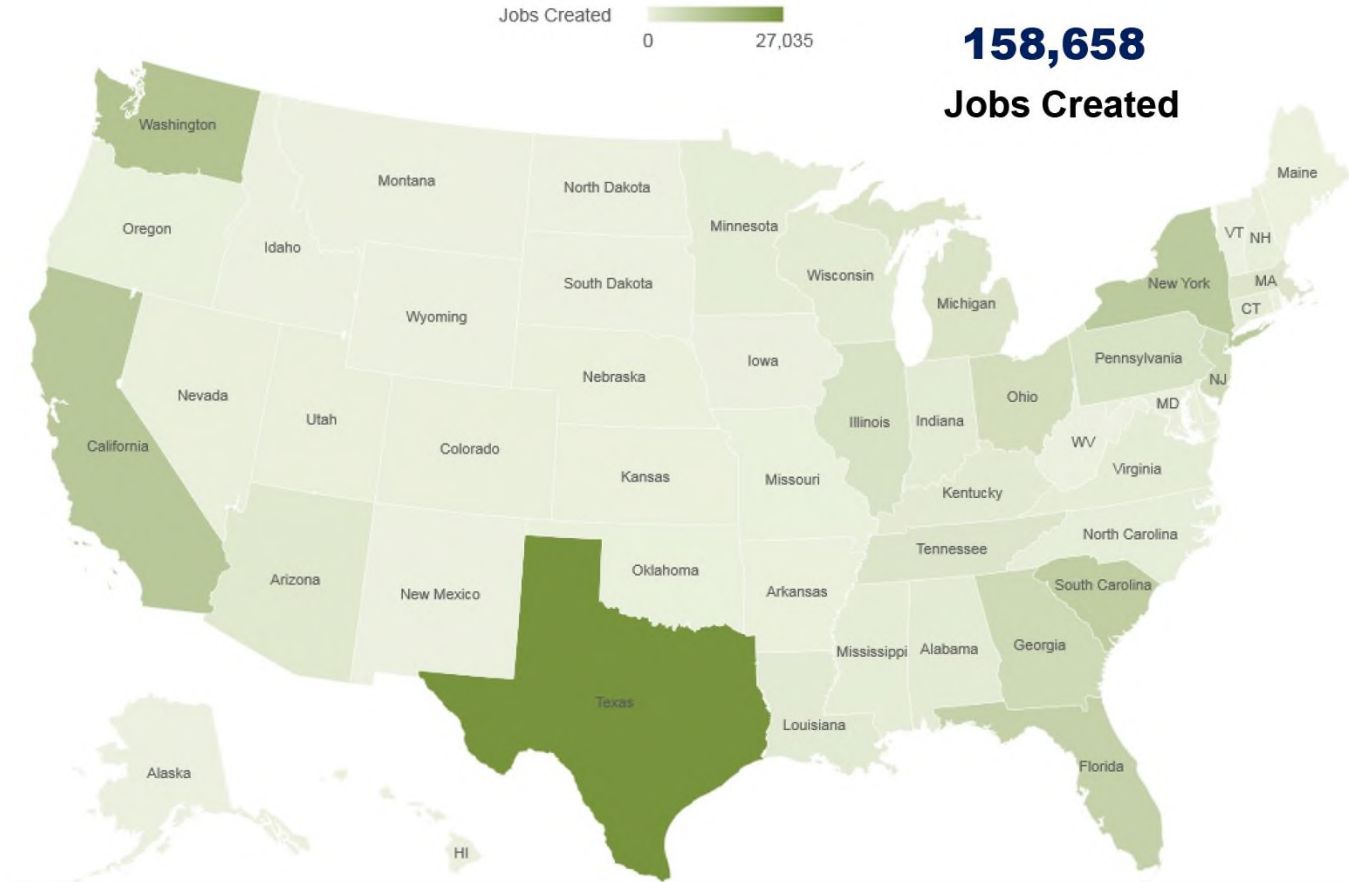 Jobs Created
0
27,035
158,658
Jobs Created
Washington
Maine
Montana
North Dakota
Oregon
Minnesota
VT
NH
Idaho
Wisconsin
South Dakota
New York
MA
Michigan
CT
Wyoming
Iowa
Pennsylvania
Nebraska
NJ
Nevada
Ohio
MD
Utah
Illinois
Indiana
California
Colorado
WV
Virginia
Kansas
Missouri
Kentucky
North Carolina
Tennessee
Oklahoma
Arizona
South Carolina
New Mexico
Arkansas
Georgia
Mississippi
Alabama
Texas
Louisiana
Florida
Alaska
HI